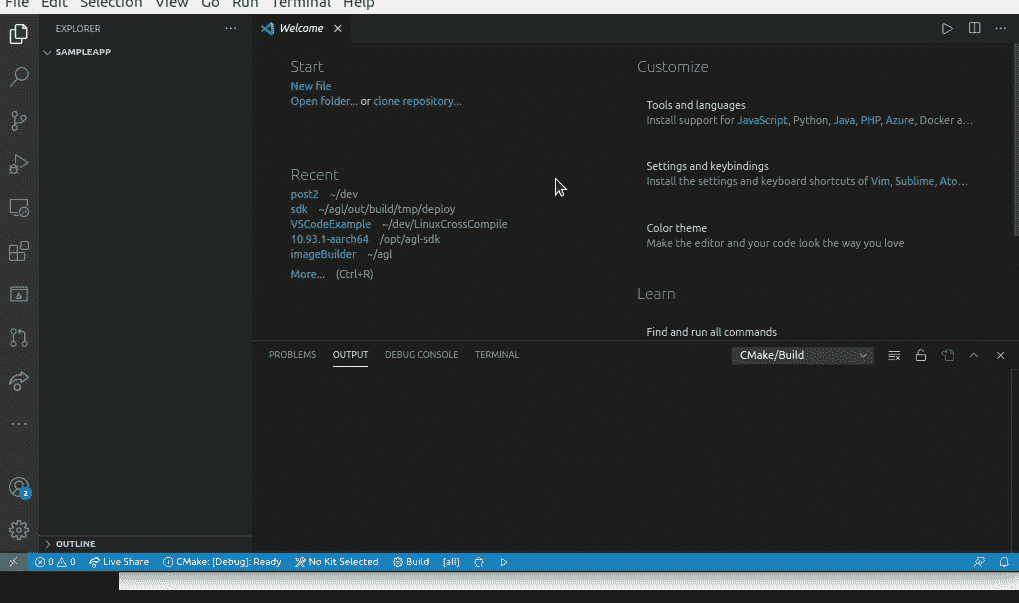 File Edit Selection View Go Run Terminal Help
EXPLORER
SAMPLEAPP
Welcome
Start
New file
Open folder... or clone repository...
Recent
post2 ~/dev
sdk ~/agl/out/build/tmp/deploy
VSCodeExample ~/dev/LinuxCrossCompile
10.93.1-aarch64 /opt/agl-sdk
imageBuilder ~/agl
More... (Ctrl+R)
Customize
Tools and languages
Install support for JavaScript, Python, Java, PHP, Azure, Docker a...
Settings and keybindings
Install the settings and keyboard shortcuts of Vim, Sublime, Ato...
Color theme
Make the editor and your code look the way you love
Learn
Find and run all commands
PROBLEMS OUTPUT DEBUG CONSOLE TERMINAL
CMake/Build
2
OUTLINE
0 0 Live Share CMake: [Debug]: Ready No Kit Selected Build [all]